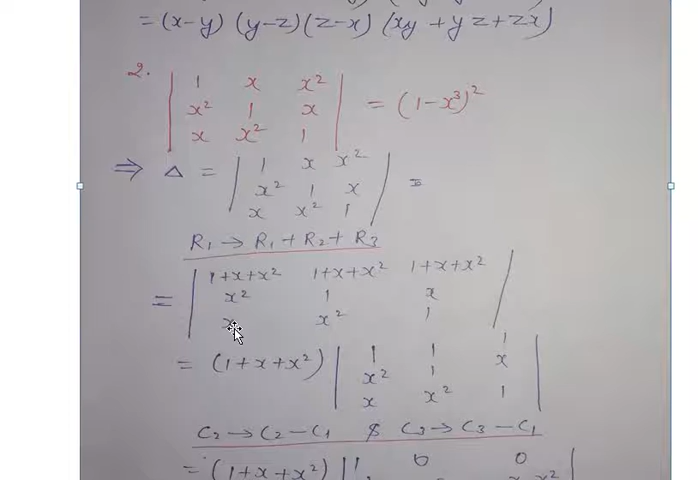 = (x-y) (y-z)(z-x) (xy + yz + zx)
2. | 1 x x² |
| x² 1 x | = (1-x³)²
| x x² 1 |
⇒ Δ = | 1 x x² |
| x² 1 x | =
| x x² 1 |
R₁ → R₁ + R₂ + R₃
| 1+x+x² 1+x+x² 1+x+x² |
= | x² 1 x |
| x x² 1 |
= (1+x+x²) | 1 1 1 |
| x² 1 x |
| x x² 1 |
C₂ → C₂ - C₁ & C₃ → C₃ - C₁
= (1+x+x²) | 1 0 0 |